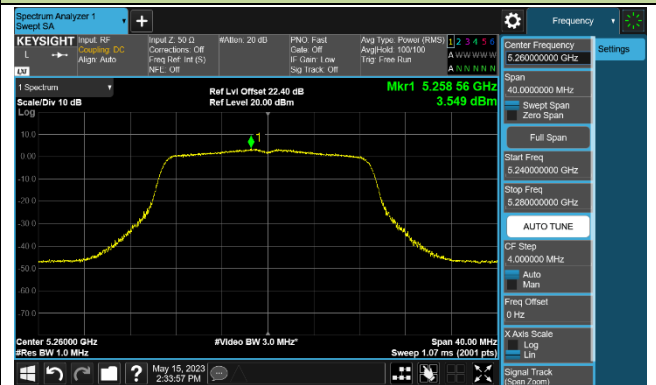 Spectrum Analyzer 1
Swept SA
Frequency
KEYSIGHT
Input: RF
Coupling: DC
Align: Auto
Input Z: 50 Ω
Corrections: Off
Freq Ref: Int (S)
NFE: Off
#Atten: 20 dB
PNO: Fast
Gate: Off
IF Gain: Low
Sig Track: Off
Avg Type: Power (RMS)
Avg|Hold: 100/100
Trig: Free Run
1 2 3 4 5 6
A W W W W W
A N N N N N
L
LXI
1 Spectrum
Scale/Div 10 dB
Log
Ref Lvl Offset 22.40 dB
Ref Level 20.00 dBm
Mkr1 5.258 56 GHz
3.549 dBm
1
10.0
0.00
-10.0
-20.0
-30.0
-40.0
-50.0
-60.0
-70.0
Center 5.26000 GHz
#Res BW 1.0 MHz
#Video BW 3.0 MHz*
Span 40.00 MHz
Sweep 1.07 ms (2001 pts)
May 15, 2023
2:33:57 PM
Center Frequency
5.260000000 GHz
Settings
Span
40.0000000 MHz
Swept Span
Zero Span
Full Span
Start Freq
5.240000000 GHz
Stop Freq
5.280000000 GHz
AUTO TUNE
CF Step
4.000000 MHz
Auto
Man
Freq Offset
0 Hz
X Axis Scale
Log
Lin
Signal Track
(Span Zoom)